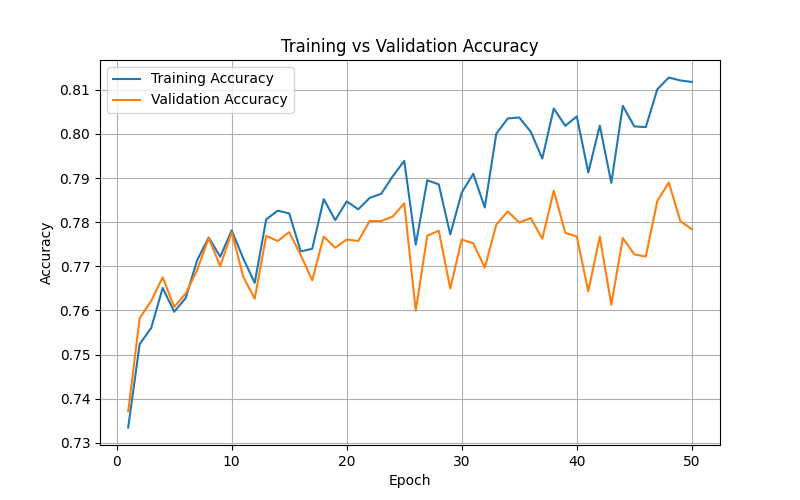 Training vs Validation Accuracy
Training Accuracy
Validation Accuracy
0.81
0.80
0.79
0.78
0.77
0.76
0.75
0.74
0.73
Accuracy
0 10 20 30 40 50
Epoch